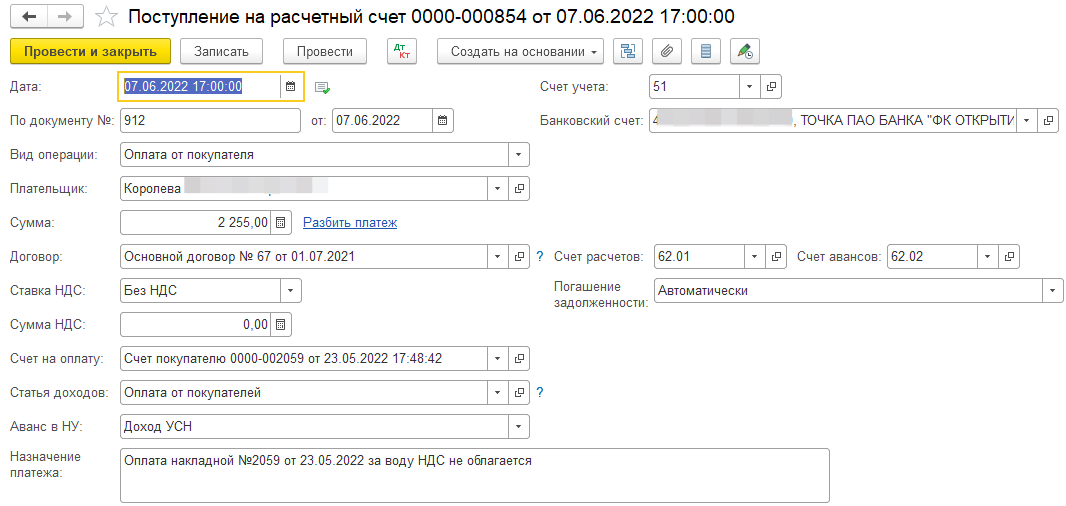 Поступление на расчетный счет 0000-000854 от 07.06.2022 17:00:00
Провести и закрыть Записать Провести Дт Кт Создать на основании
Дата: 07.06.2022 17:00:00 Счет учета: 51
По документу №: 912 от: 07.06.2022 Банковский счет: 4 , ТОЧКА ПАО БАНКА "ФК ОТКРЫТИ
Вид операции: Оплата от покупателя
Плательщик: Королева
Сумма: 2 255,00 Разбить платеж
Договор: Основной договор № 67 от 01.07.2021 ? Счет расчетов: 62.01 Счет авансов: 62.02
Ставка НДС: Без НДС Погашение задолженности: Автоматически
Сумма НДС: 0,00
Счет на оплату: Счет покупателю 0000-002059 от 23.05.2022 17:48:42
Статья доходов: Оплата от покупателей ?
Аванс в НУ: Доход УСН
Назначение платежа: Оплата накладной №2059 от 23.05.2022 за воду НДС не облагается